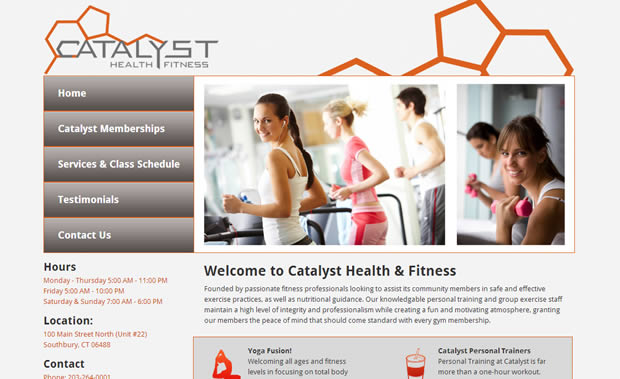 CATALYST
HEALTH FITNESS
Home
Catalyst Memberships
Services & Class Schedule
Testimonials
Contact Us
Hours
Monday - Thursday 5:00 AM - 11:00 PM
Friday 5:00 AM - 10:00 PM
Saturday & Sunday 7:00 AM - 6:00 PM
Location:
100 Main Street North (Unit #22)
Southbury, CT 06488
Contact
Phone: 203-264-0001
Welcome to Catalyst Health & Fitness
Founded by passionate fitness professionals looking to assist its community members in safe and effective
exercise practices, as well as nutritional guidance. Our knowledgable personal training and group exercise staff
maintain a high level of integrity and professionalism while creating a fun and motivating atmosphere, granting
our members the peace of mind that should come standard with every gym membership.
Yoga Fusion!
Welcoming all ages and fitness
levels in focusing on total body
Catalyst Personal Trainers
Personal Training at Catalyst is far
more than a one-hour workout.